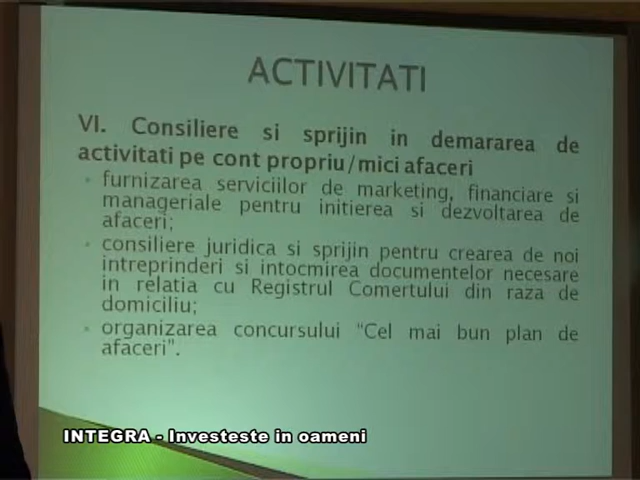 ACTIVITATI
VI. Consiliere si sprijin in demararea de
activitati pe cont propriu/mici afaceri
furnizarea serviciilor de marketing, financiare si
manageriale pentru initierea si dezvoltarea de
afaceri;
consiliere juridica si sprijin pentru crearea de noi
intreprinderi si intocmirea documentelor necesare
in relatia cu Registrul Comertului din raza de
domiciliu;
organizarea concursului "Cel mai bun plan de
afaceri".
INTEGRA - Investeste in oameni